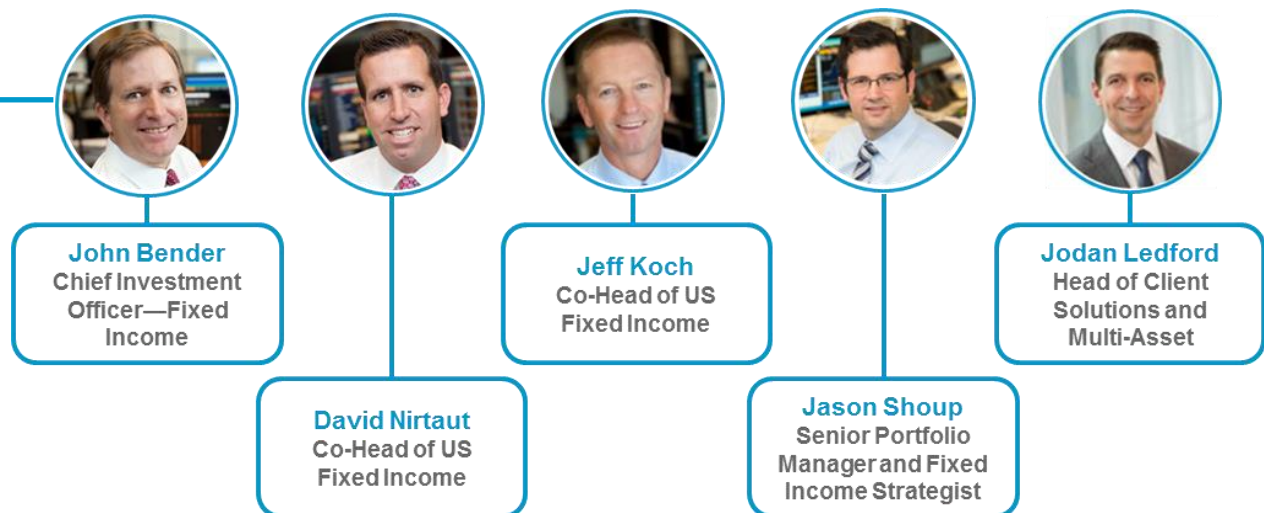 John Bender
Chief Investment
Officer—Fixed
Income
David Nirtaut
Co-Head of US
Fixed Income
Jeff Koch
Co-Head of US
Fixed Income
Jason Shoup
Senior Portfolio
Manager and Fixed
Income Strategist
Jodan Ledford
Head of Client
Solutions and
Multi-Asset